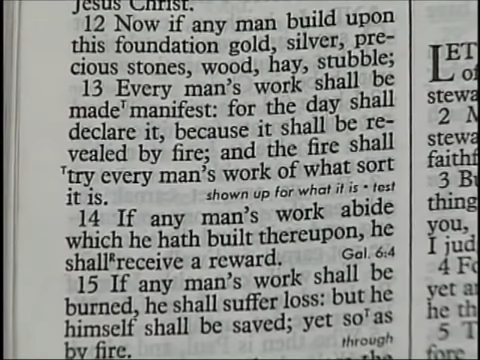 Jesus Christ.
12 Now if any man build upon
this foundation gold, silver, pre-
cious stones, wood, hay, stubble;
13 Every man's work shall be
made ᵀmanifest: for the day shall
declare it, because it shall be re-
vealed by fire; and the fire shall
ᵀtry every man's work of what sort
it is. shown up for what it is • test
14 If any man's work abide
which he hath built thereupon, he
shall ᴿreceive a reward. Gal. 6:4
15 If any man's work shall be
burned, he shall suffer loss: but he
himself shall be saved; yet so ᵀas
by fire. through
LET
of
stewa
2 M
stewa
faithf
3 Bu
thing
you,
I jud
4 Fo
yet a
he th
5 T
fore